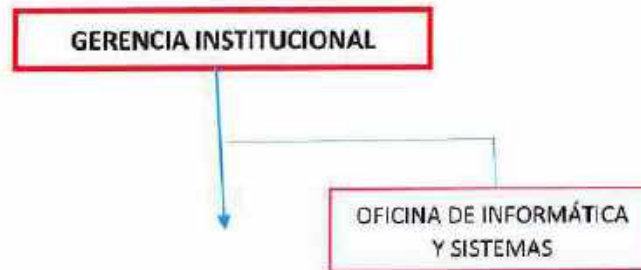 GERENCIA INSTITUCIONAL
OFICINA DE INFORMÁTICA
Y SISTEMAS